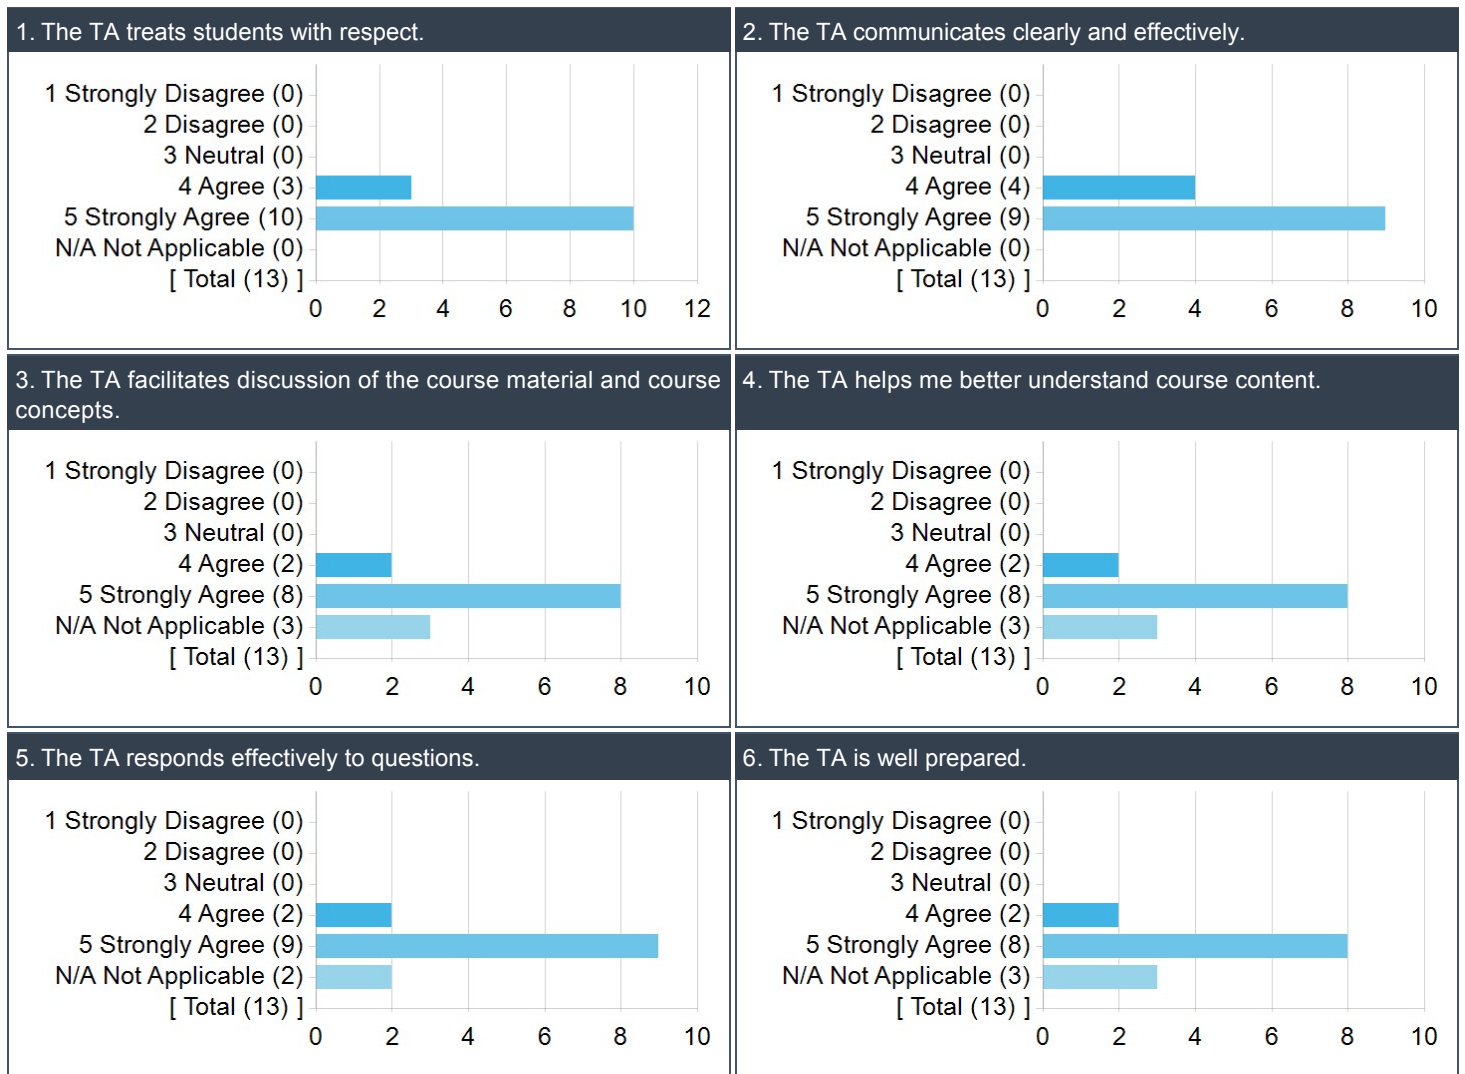 1. The TA treats students with respect.
1 Strongly Disagree (0)
2 Disagree (0)
3 Neutral (0)
4 Agree (3)
5 Strongly Agree (10)
N/A Not Applicable (0)
[ Total (13) ]
0 2 4 6 8 10 12
2. The TA communicates clearly and effectively.
1 Strongly Disagree (0)
2 Disagree (0)
3 Neutral (0)
4 Agree (4)
5 Strongly Agree (9)
N/A Not Applicable (0)
[ Total (13) ]
0 2 4 6 8 10
3. The TA facilitates discussion of the course material and course
concepts.
1 Strongly Disagree (0)
2 Disagree (0)
3 Neutral (0)
4 Agree (2)
5 Strongly Agree (8)
N/A Not Applicable (3)
[ Total (13) ]
0 2 4 6 8 10
4. The TA helps me better understand course content.
1 Strongly Disagree (0)
2 Disagree (0)
3 Neutral (0)
4 Agree (2)
5 Strongly Agree (8)
N/A Not Applicable (3)
[ Total (13) ]
0 2 4 6 8 10
5. The TA responds effectively to questions.
1 Strongly Disagree (0)
2 Disagree (0)
3 Neutral (0)
4 Agree (2)
5 Strongly Agree (9)
N/A Not Applicable (2)
[ Total (13) ]
0 2 4 6 8 10
6. The TA is well prepared.
1 Strongly Disagree (0)
2 Disagree (0)
3 Neutral (0)
4 Agree (2)
5 Strongly Agree (8)
N/A Not Applicable (3)
[ Total (13) ]
0 2 4 6 8 10